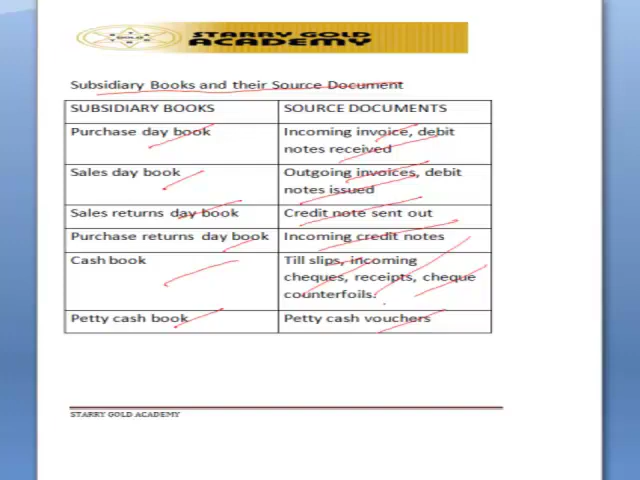 STARRY GOLD
ACADEMY
Subsidiary Books and their Source Document
SUBSIDIARY BOOKS
SOURCE DOCUMENTS
Purchase day book
Incoming invoice, debit
notes received
Sales day book
Outgoing invoices, debit
notes issued
Sales returns day book
Credit note sent out
Purchase returns day book
Incoming credit notes
Cash book
Till slips, incoming
cheques, receipts, cheque
counterfoils.
Petty cash book
Petty cash vouchers
STARRY GOLD ACADEMY